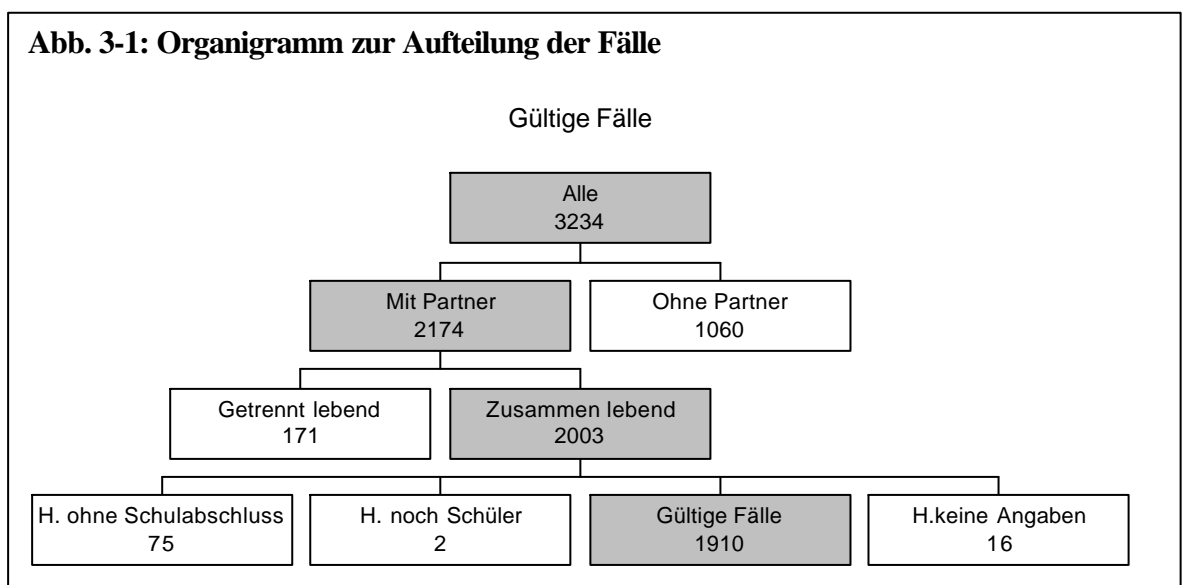 Abb. 3-1: Organigramm zur Aufteilung der Fälle
Gültige Fälle
Alle
3234
Mit Partner
2174
Ohne Partner
1060
Getrennt lebend
171
Zusammen lebend
2003
H. ohne Schulabschluss
75
H. noch Schüler
2
Gültige Fälle
1910
H.keine Angaben
16